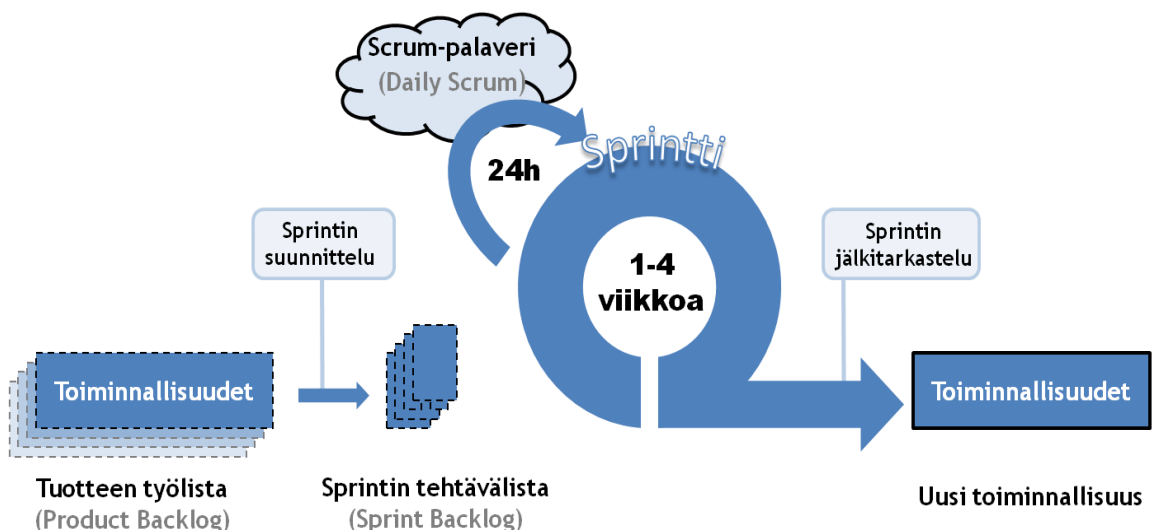 Scrum-palaveri
(Daily Scrum)
Sprintti
24h
Sprintin
suunnittelu
1-4
viikkoa
Sprintin
jälkitarkastelu
Toiminnallisuudet
Toiminnallisuudet
Tuotteen työlista
(Product Backlog)
Sprintin tehtävälista
(Sprint Backlog)
Uusi toiminnallisuus